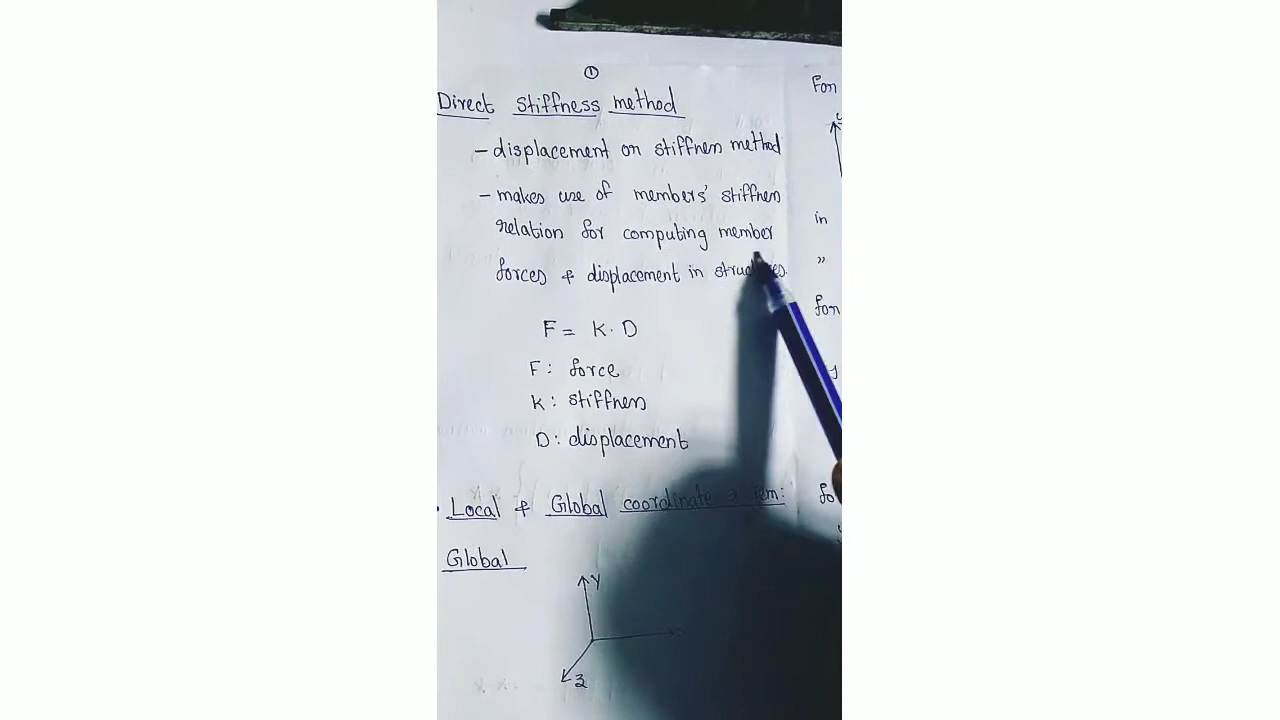 ①
Direct stiffness method
- displacement or stiffness method
- makes use of members' stiffness
relation for computing member
forces & displacement in structures.
F = K. D
F : force
K : stiffness
D : displacement
Local & Global coordinate
Global
Y
Z
For
in
"
for